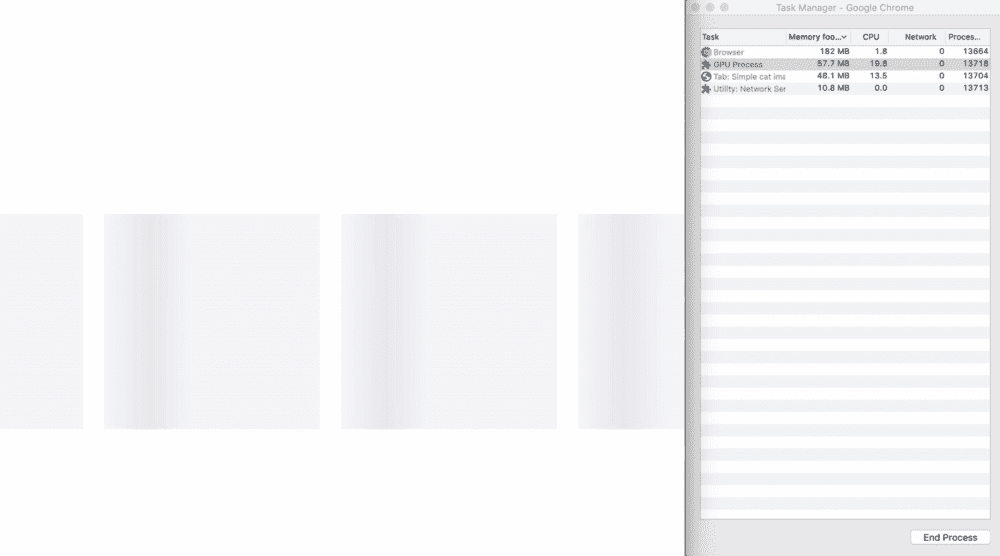 Task Manager - Google Chrome
Task Memory foo... CPU Network Proces...
Browser 182 MB 1.8 0 13664
GPU Process 57.7 MB 19.6 0 13718
Tab: Simple cat ima 48.1 MB 13.5 0 13704
Utility: Network Ser 10.8 MB 0.0 0 13713
End Process